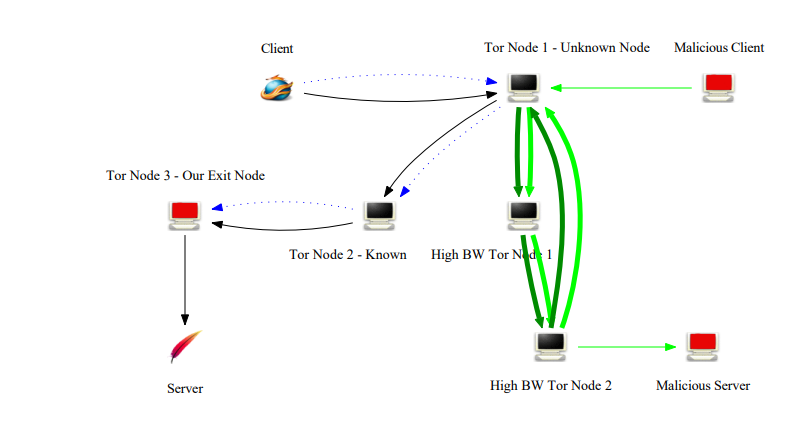 Client
Tor Node 1 - Unknown Node
Malicious Client
Tor Node 3 - Our Exit Node
Tor Node 2 - Known
High BW Tor Node 1
High BW Tor Node 2
Malicious Server
Server